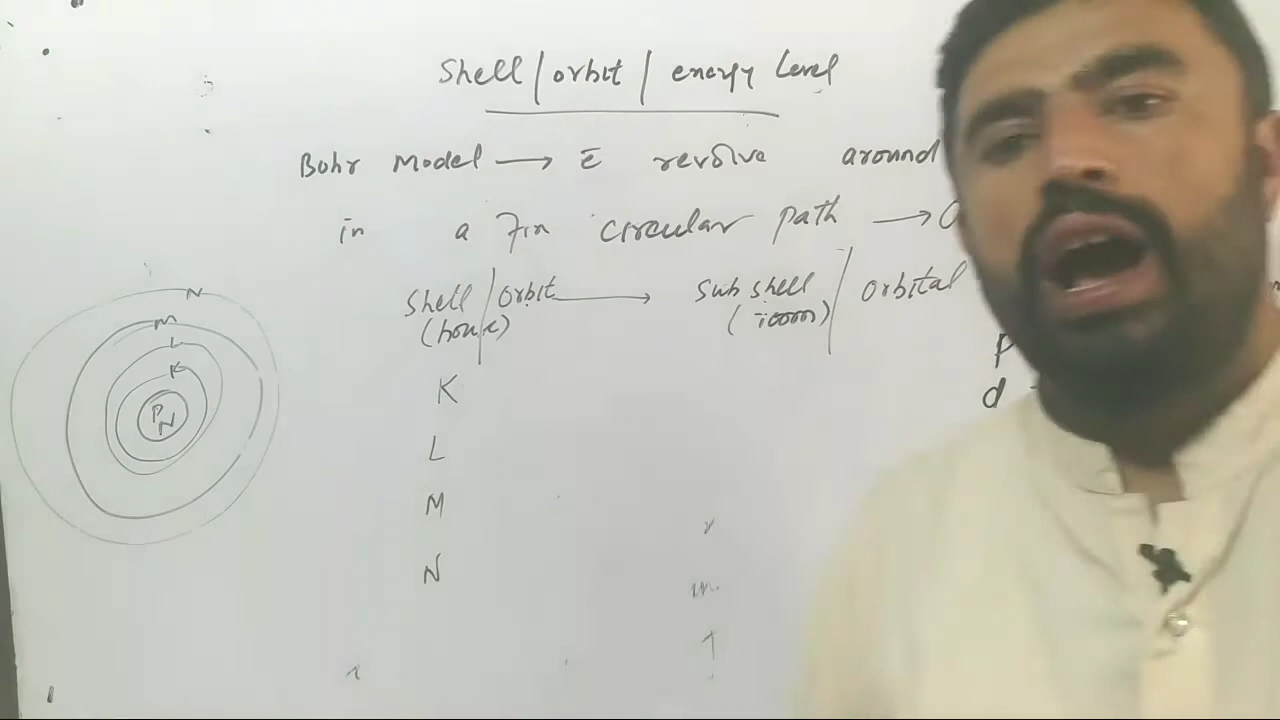 Shell / orbit / energy Level
Bohr Model → ē revolve around
in a fix circular path →
Shell / orbit → Sub shell / orbital
(house) (room)
K
L
M
N
P
d
N
M
L
K
P
N